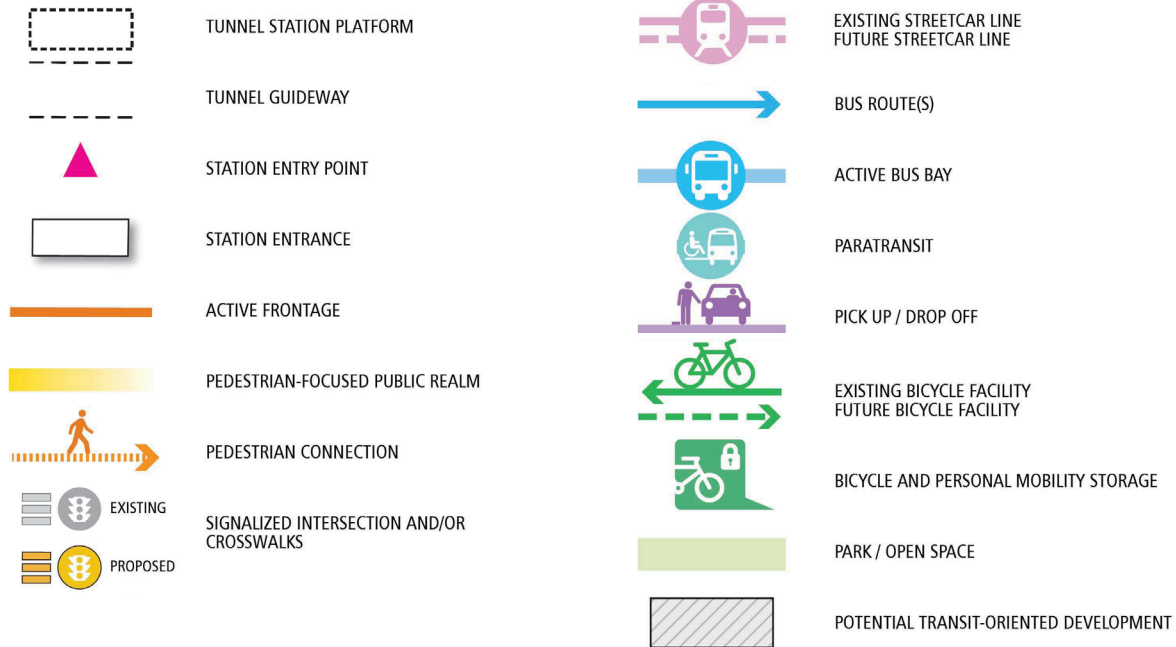 TUNNEL STATION PLATFORM
TUNNEL GUIDEWAY
STATION ENTRY POINT
STATION ENTRANCE
ACTIVE FRONTAGE
PEDESTRIAN-FOCUSED PUBLIC REALM
PEDESTRIAN CONNECTION
EXISTING
PROPOSED
SIGNALIZED INTERSECTION AND/OR
CROSSWALKS
EXISTING STREETCAR LINE
FUTURE STREETCAR LINE
BUS ROUTE(S)
ACTIVE BUS BAY
PARATRANSIT
PICK UP / DROP OFF
EXISTING BICYCLE FACILITY
FUTURE BICYCLE FACILITY
BICYCLE AND PERSONAL MOBILITY STORAGE
PARK / OPEN SPACE
POTENTIAL TRANSIT-ORIENTED DEVELOPMENT